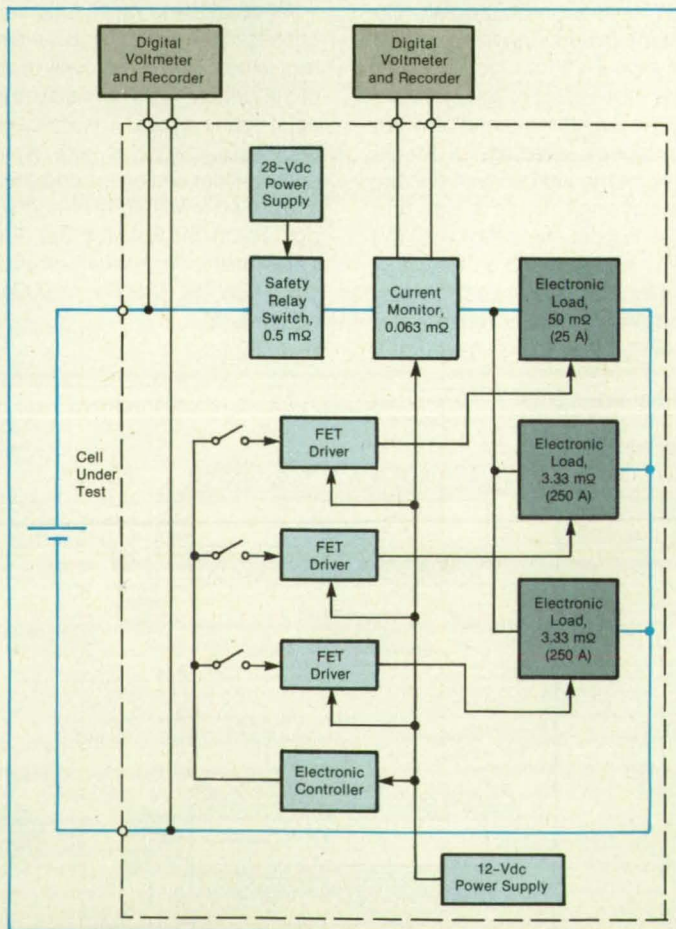 Digital
Voltmeter
and Recorder
Digital
Voltmeter
and Recorder
28-Vdc
Power
Supply
Safety
Relay
Switch,
0.5 mΩ
Current
Monitor,
0.063 mΩ
Electronic
Load,
50 mΩ
(25 A)
Cell
Under
Test
FET
Driver
Electronic
Load,
3.33 mΩ
(250 A)
FET
Driver
FET
Driver
Electronic
Load,
3.33 mΩ
(250 A)
Electronic
Controller
12-Vdc
Power Supply